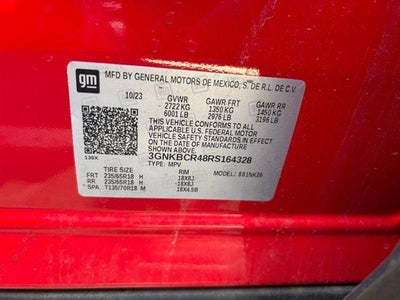 gm
MFD BY GENERAL MOTORS DE MEXICO, S. DE R.L. DE C.V.
10/23 GVWR GAWR FRT GAWR RR
2722 KG 1350 KG 1450 KG
6001 LB 2976 LB 3196 LB
THIS VEHICLE CONFORMS TO ALL APPLICABLE
U.S. FEDERAL MOTOR
VEHICLE SAFETY STANDARDS IN EFFECT
ON THE DATE OF MANUFACTURE
SHOWN ABOVE.
3GNKBCR48RS164328
130X TYPE: MPV MODEL: 881NK26
TIRE SIZE RIM
FRT 235/65R18 H 18X8J
RR 235/65R18 H 18X8J
SPA T135/70R18 M 18X4.5B